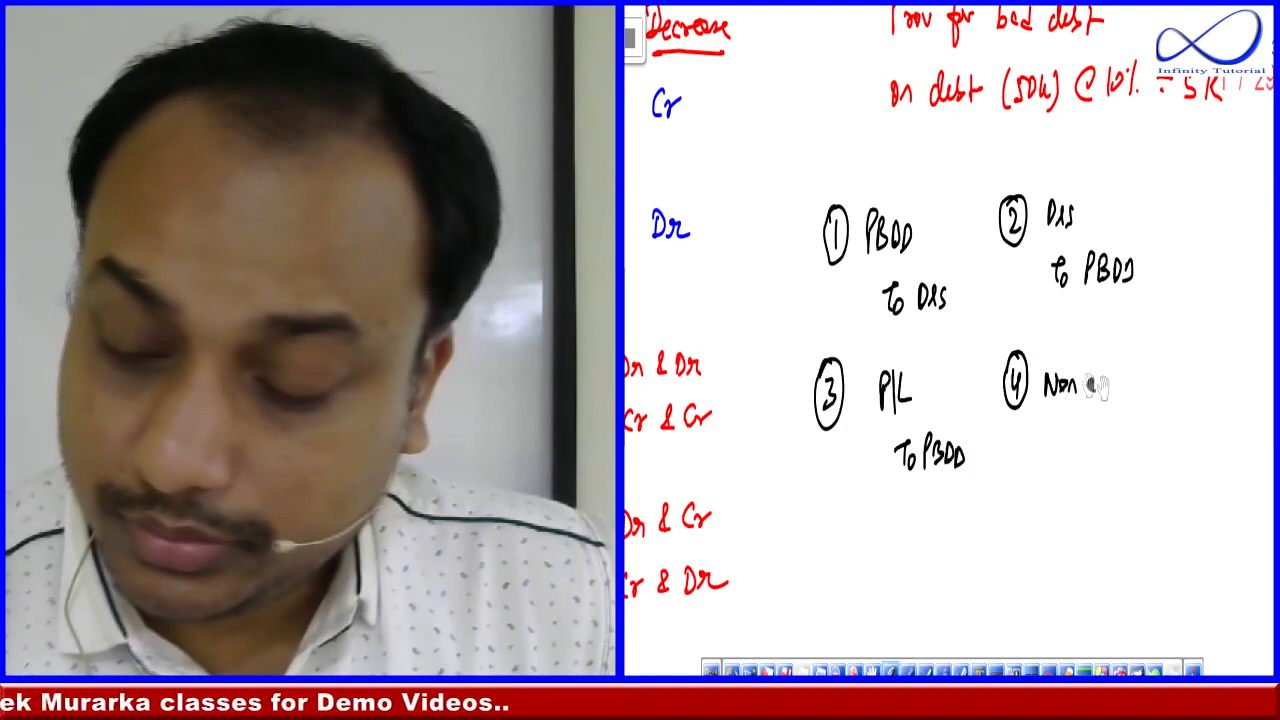 Decrease
Prov for bad debt
Infinity Tutorial
on debt (50k) @ 10% = 5K
Cr
Dr
① PBDD
To Drs
② Drs
To PBDD
Dr & Dr
Cr & Cr
③ P/L
To PBDD
④ Non
Dr & Cr
Cr & Dr
ek Murarka classes for Demo Videos..